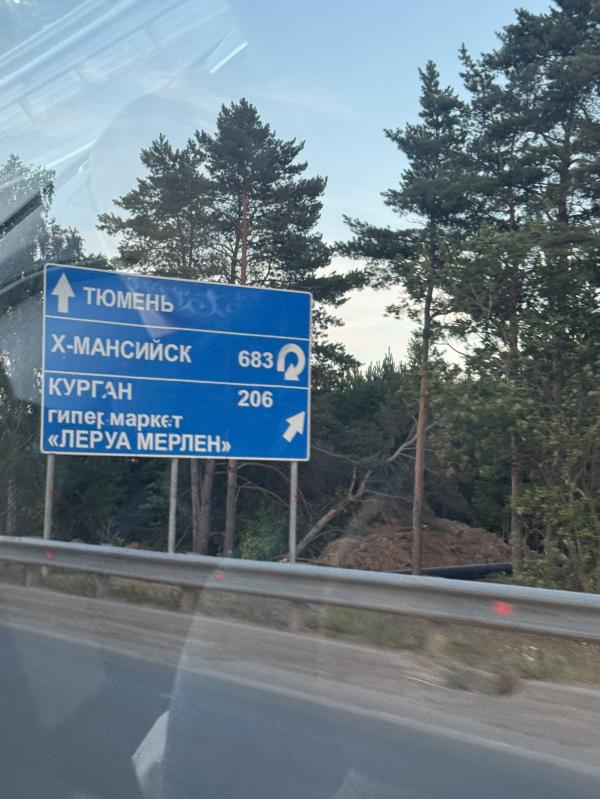 ТЮМЕНЬ
Х-МАНСИЙСК 683
КУРГАН 206
гипермаркет
«ЛЕРУА МЕРЛЕН»